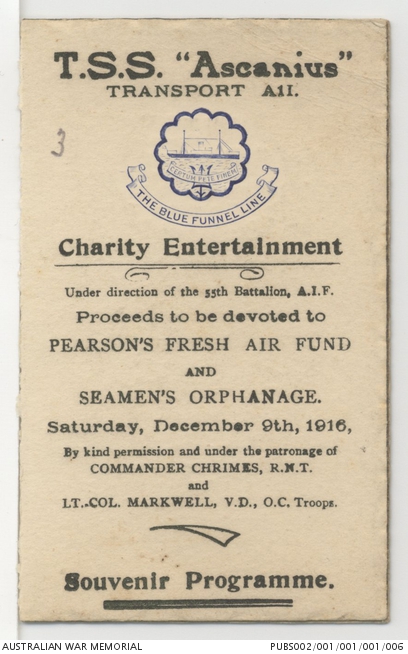 T.S.S. "Ascanius"
TRANSPORT A11.
3
CERTUM PETE FINEM
THE BLUE FUNNEL LINE
Charity Entertainment
Under direction of the 55th Battalion, A.I.F.
Proceeds to be devoted to
PEARSON'S FRESH AIR FUND
AND
SEAMEN'S ORPHANAGE.
Saturday, December 9th, 1916,
By kind permission and under the patronage of
COMMANDER CHRIMES, R.N.T.
and
LT.-COL. MARKWELL, V.D., O.C. Troops.
Souvenir Programme.
AUSTRALIAN WAR MEMORIAL
PUBS002/001/001/001/006